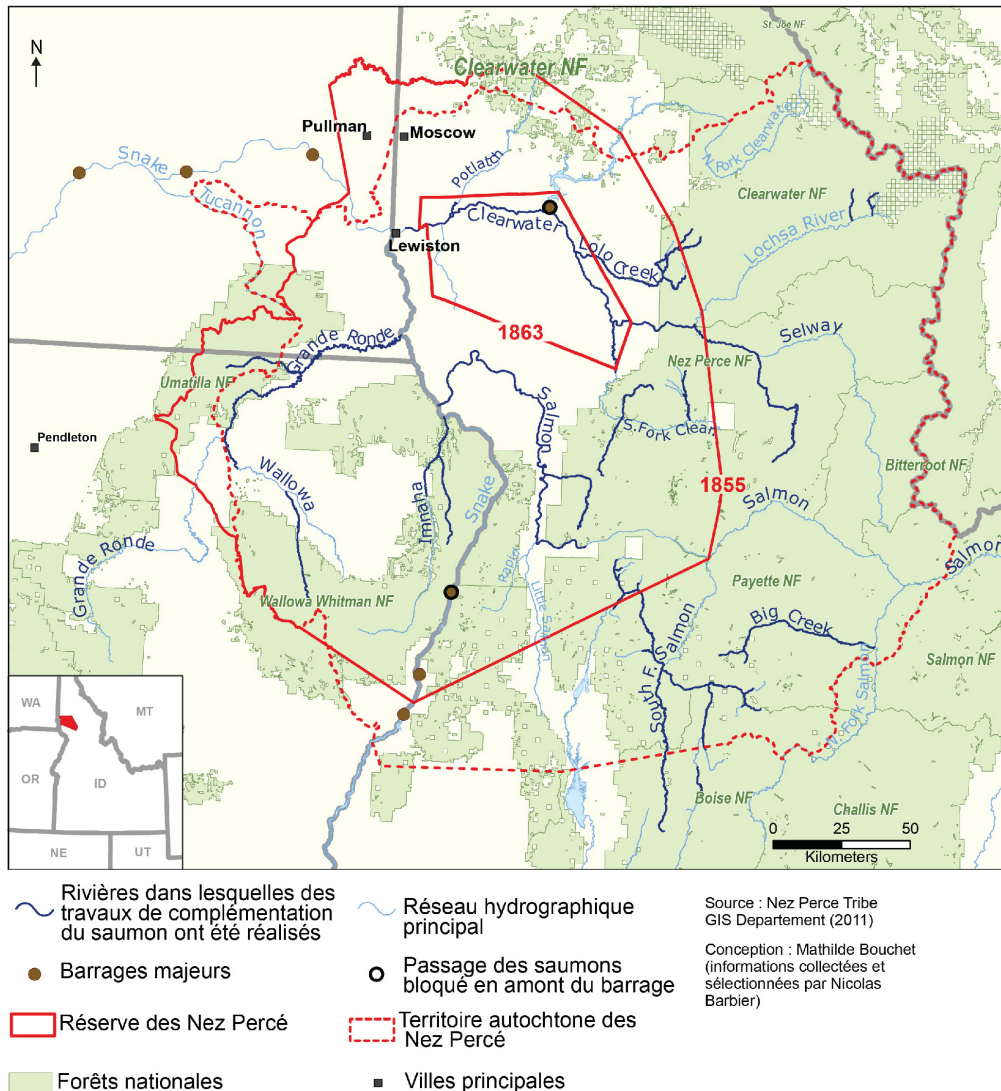 St. Joe NF
N
Clearwater NF
Pullman
Moscow
Snake
Potlatch
N. Fork Clearwater
Tucannon
Clearwater NF
Clearwater
Lochsa River
Lewiston
Lolo Creek
1863
Grande Ronde
Selway
Nez Perce NF
Umatilla NF
Salmon
S. Fork Clear.
Pendleton
Bitterroot NF
1855
Wallowa
Imnaha
Snake
Salmon
Rapid
Grande Ronde
Salmon
Payette NF
Wallowa Whitman NF
Little Salmon
Big Creek
South F. Salmon
Salmon NF
WA
MT
OR
ID
NE
UT
Boise NF
Challis NF
0 25 50
Kilometers
Rivières dans lesquelles des
travaux de complémentation
du saumon ont été réalisés
Réseau hydrographique
principal
Source : Nez Perce Tribe
GIS Departement (2011)
Barrages majeurs
Passage des saumons
bloqué en amont du barrage
Conception : Mathilde Bouchet
(informations collectées et
sélectionnées par Nicolas
Barbier)
Réserve des Nez Percé
Territoire autochtone des
Nez Percé
Forêts nationales
Villes principales